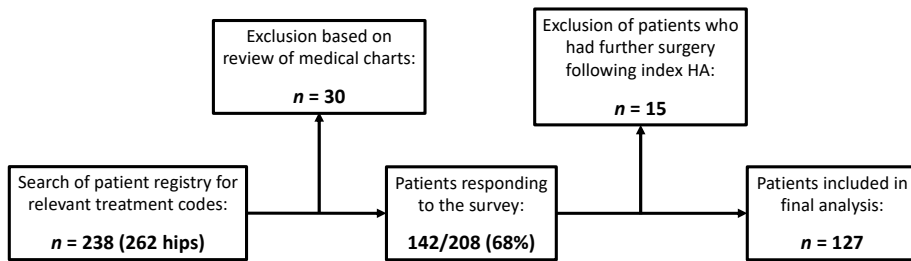 Exclusion based on
review of medical charts:
n = 30
Exclusion of patients who
had further surgery
following index HA:
n = 15
Search of patient registry for
relevant treatment codes:
n = 238 (262 hips)
Patients responding
to the survey:
142/208 (68%)
Patients included in
final analysis:
n = 127